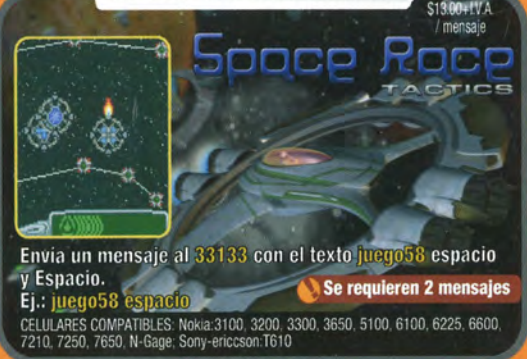 $13.00+I.V.A.
/ mensaje
Space Race
TACTICS
Envia un mensaje al 33133 con el texto juego58 espacio
y Espacio.
Ej.: juego58 espacio
Se requieren 2 mensajes
CELULARES COMPATIBLES: Nokia:3100, 3200, 3300, 3650, 5100, 6100, 6225, 6600,
7210, 7250, 7650, N-Gage; Sony-ericcson:T610